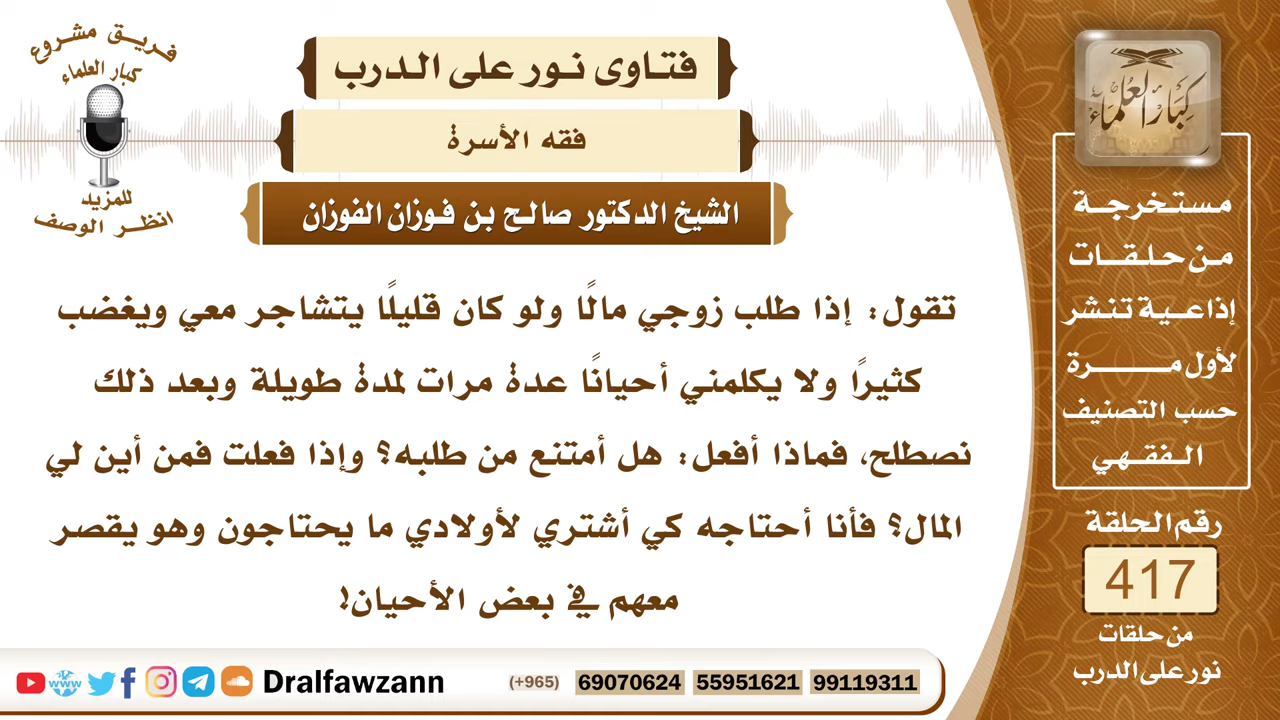 فريق مشروع
كبار العلماء
للمزيد
انظر الوصف
فتاوى نور على الدرب
فقه الأسرة
الشيخ الدكتور صالح بن فوزان الفوزان
تقول: إذا طلب زوجي مالًا ولو كان قليلًا يتشاجر معي ويغضب
كثيرًا ولا يكلمني أحيانًا عدة مرات لمدة طويلة وبعد ذلك
نصطلح، فماذا أفعل: هل أمتنع من طلبه؟ وإذا فعلت فمن أين لي
المال؟ فأنا أحتاجه كي أشتري لأولادي ما يحتاجون وهو يقصر
معهم في بعض الأحيان!
كبار العلماء
مستخرجة
من حلقات
إذاعية تنشر
لأول مرة
حسب التصنيف
الفقهي
رقم الحلقة
417
من حلقات
نور على الدرب
www Dralfawzann (+965) 69070624 55951621 99119311